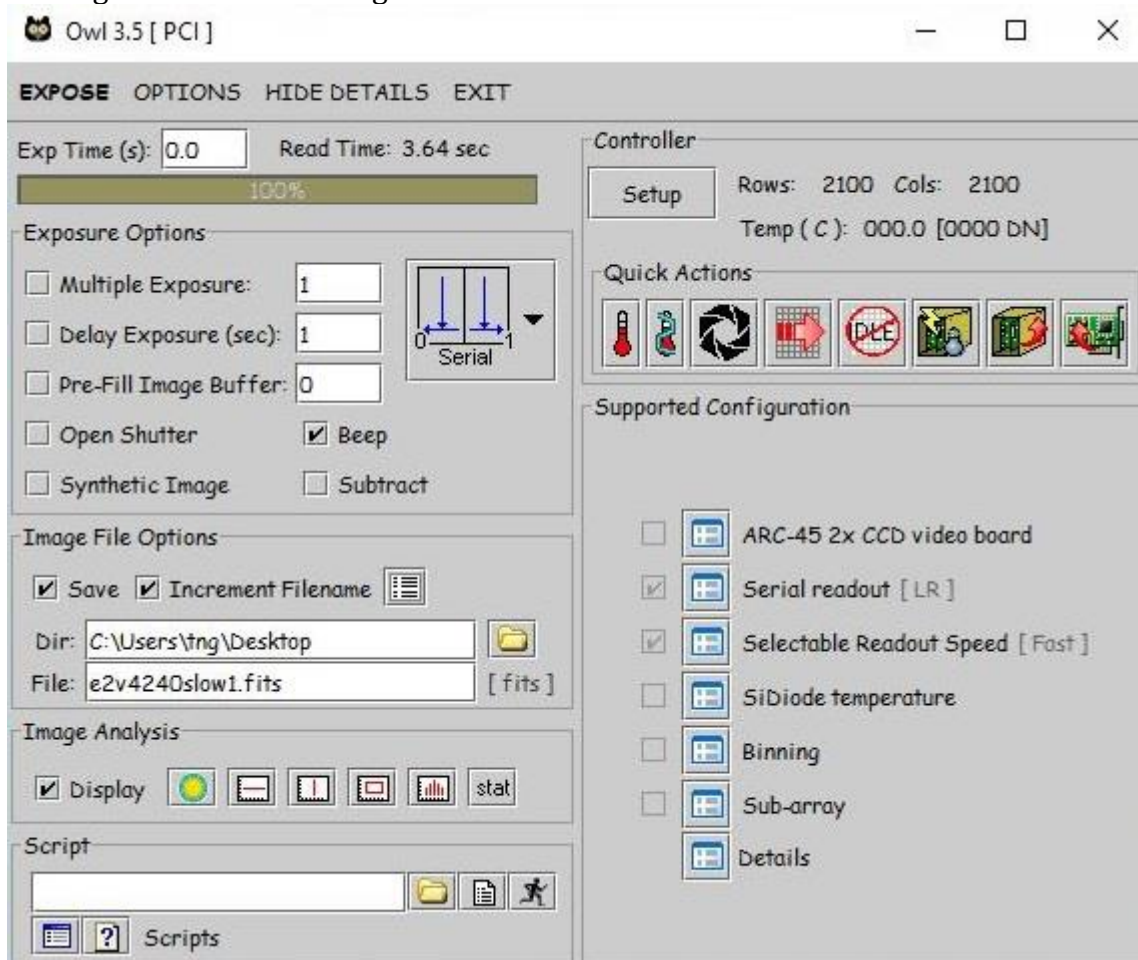 Owl 3.5 [ PCI ]
EXPOSE OPTIONS HIDE DETAILS EXIT
Exp Time (s): 0.0 Read Time: 3.64 sec
100%
Exposure Options
Multiple Exposure: 1
Delay Exposure (sec): 1
Pre-Fill Image Buffer: 0
0 Serial 1
Open Shutter Beep
Synthetic Image Subtract
Image File Options
Save Increment Filename
Dir: C:\Users\tng\Desktop
File: e2v4240slow1.fits [ fits ]
Image Analysis
Display stat
Script
Scripts
Controller
Setup Rows: 2100 Cols: 2100
Temp ( C ): 000.0 [0000 DN]
Quick Actions
IDLE
Supported Configuration
ARC-45 2x CCD video board
Serial readout [ LR ]
Selectable Readout Speed [ Fast ]
SiDiode temperature
Binning
Sub-array
Details